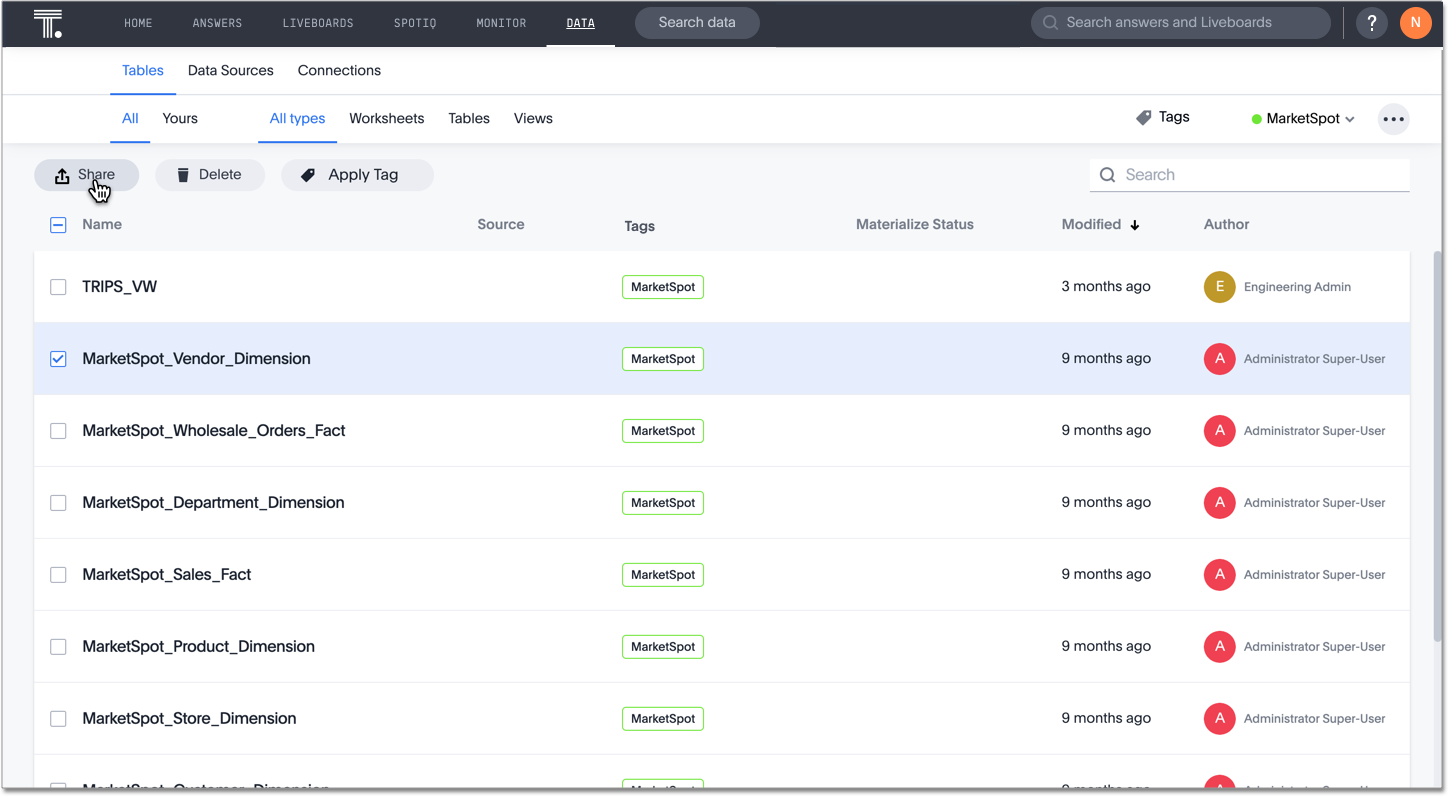 T. HOME ANSWERS LIVEBOARDS SPOTIQ MONITOR DATA Search data Search answers and Liveboards ? N
Tables Data Sources Connections
All Yours All types Worksheets Tables Views Tags MarketSpot
Share Delete Apply Tag Search
Name Source Tags Materialize Status Modified Author
TRIPS_VW MarketSpot 3 months ago E Engineering Admin
MarketSpot_Vendor_Dimension MarketSpot 9 months ago A Administrator Super-User
MarketSpot_Wholesale_Orders_Fact MarketSpot 9 months ago A Administrator Super-User
MarketSpot_Department_Dimension MarketSpot 9 months ago A Administrator Super-User
MarketSpot_Sales_Fact MarketSpot 9 months ago A Administrator Super-User
MarketSpot_Product_Dimension MarketSpot 9 months ago A Administrator Super-User
MarketSpot_Store_Dimension MarketSpot 9 months ago A Administrator Super-User